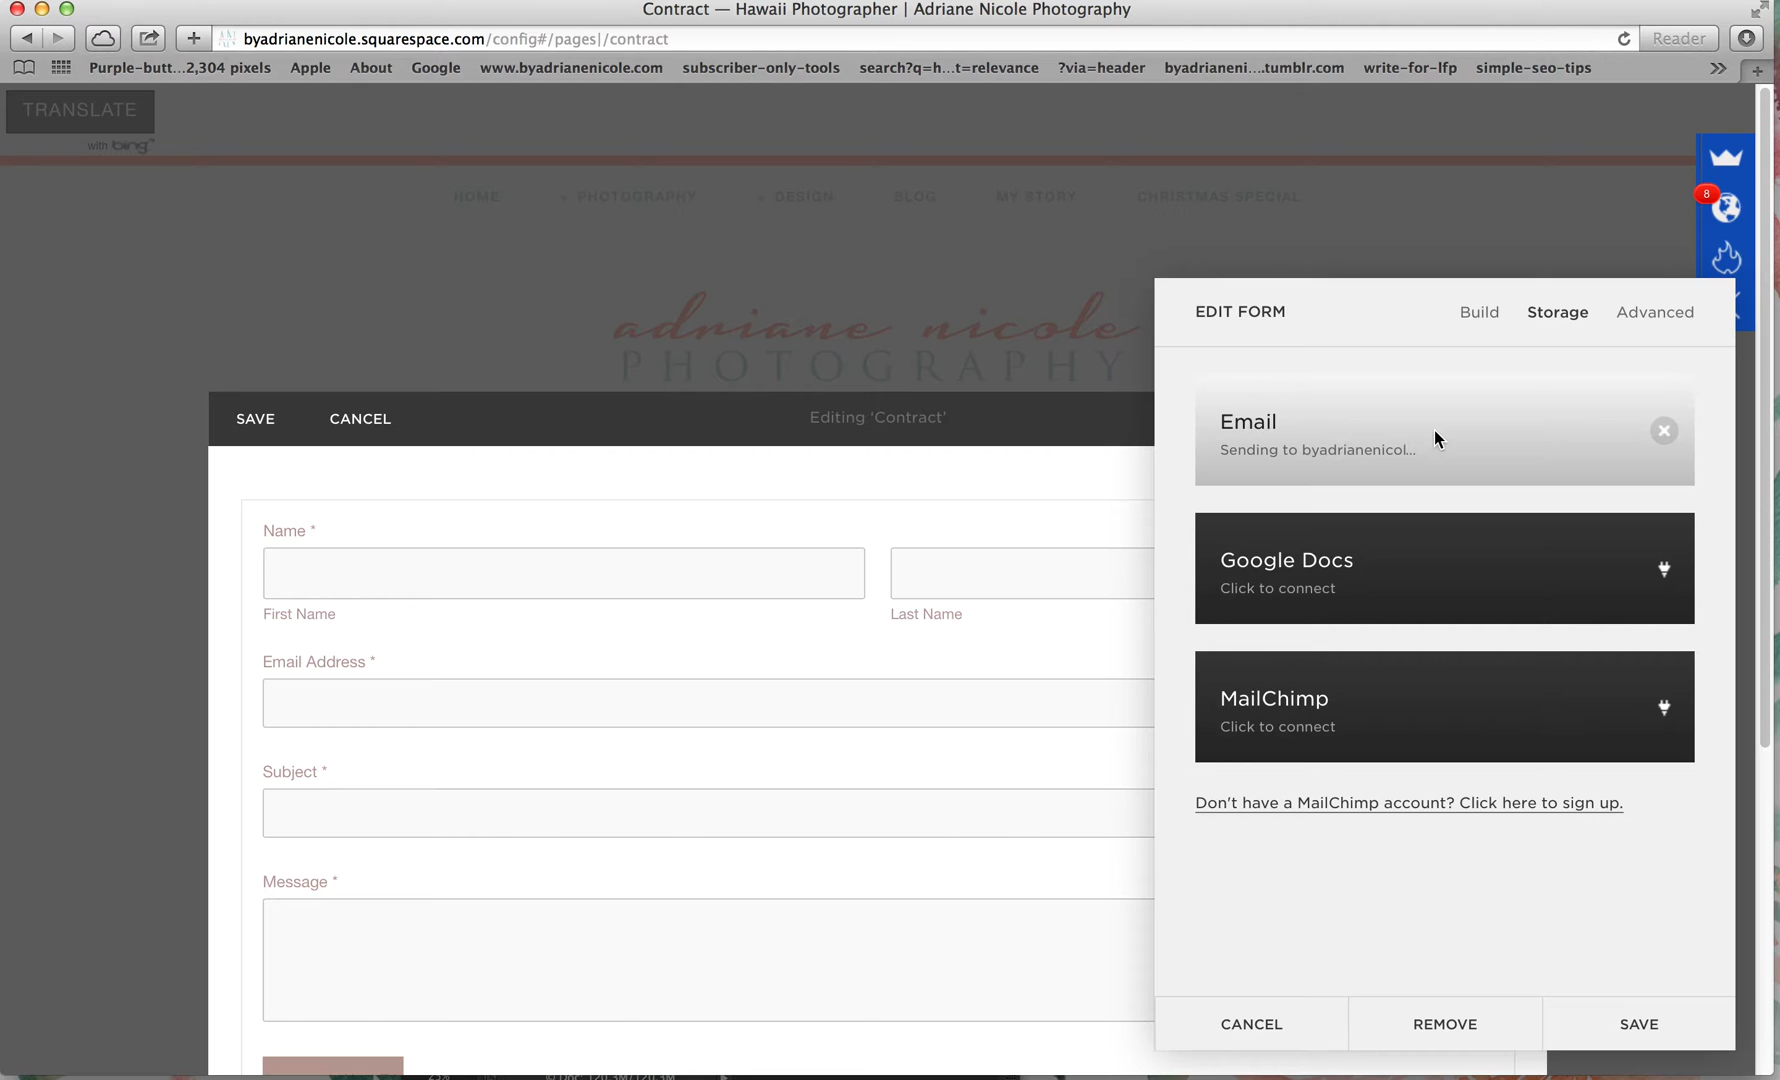 Contract — Hawaii Photographer | Adriane Nicole Photography
byadrianenicole.squarespace.com/config#/pages|/contract
Reader
Purple-butt...2,304 pixels Apple About Google www.byadrianenicole.com subscriber-only-tools search?q=h...t=relevance ?via=header byadrianeni....tumblr.com write-for-lfp simple-seo-tips
TRANSLATE
with bing™
HOME PHOTOGRAPHY DESIGN BLOG MY STORY CHRISTMAS SPECIAL
8
adriane nicole
PHOTOGRAPHY
SAVE CANCEL Editing ‘Contract’
Name *
First Name Last Name
Email Address *
Subject *
Message *
EDIT FORM Build Storage Advanced
Email
Sending to byadrianenicol...
Google Docs
Click to connect
MailChimp
Click to connect
Don't have a MailChimp account? Click here to sign up.
CANCEL REMOVE SAVE